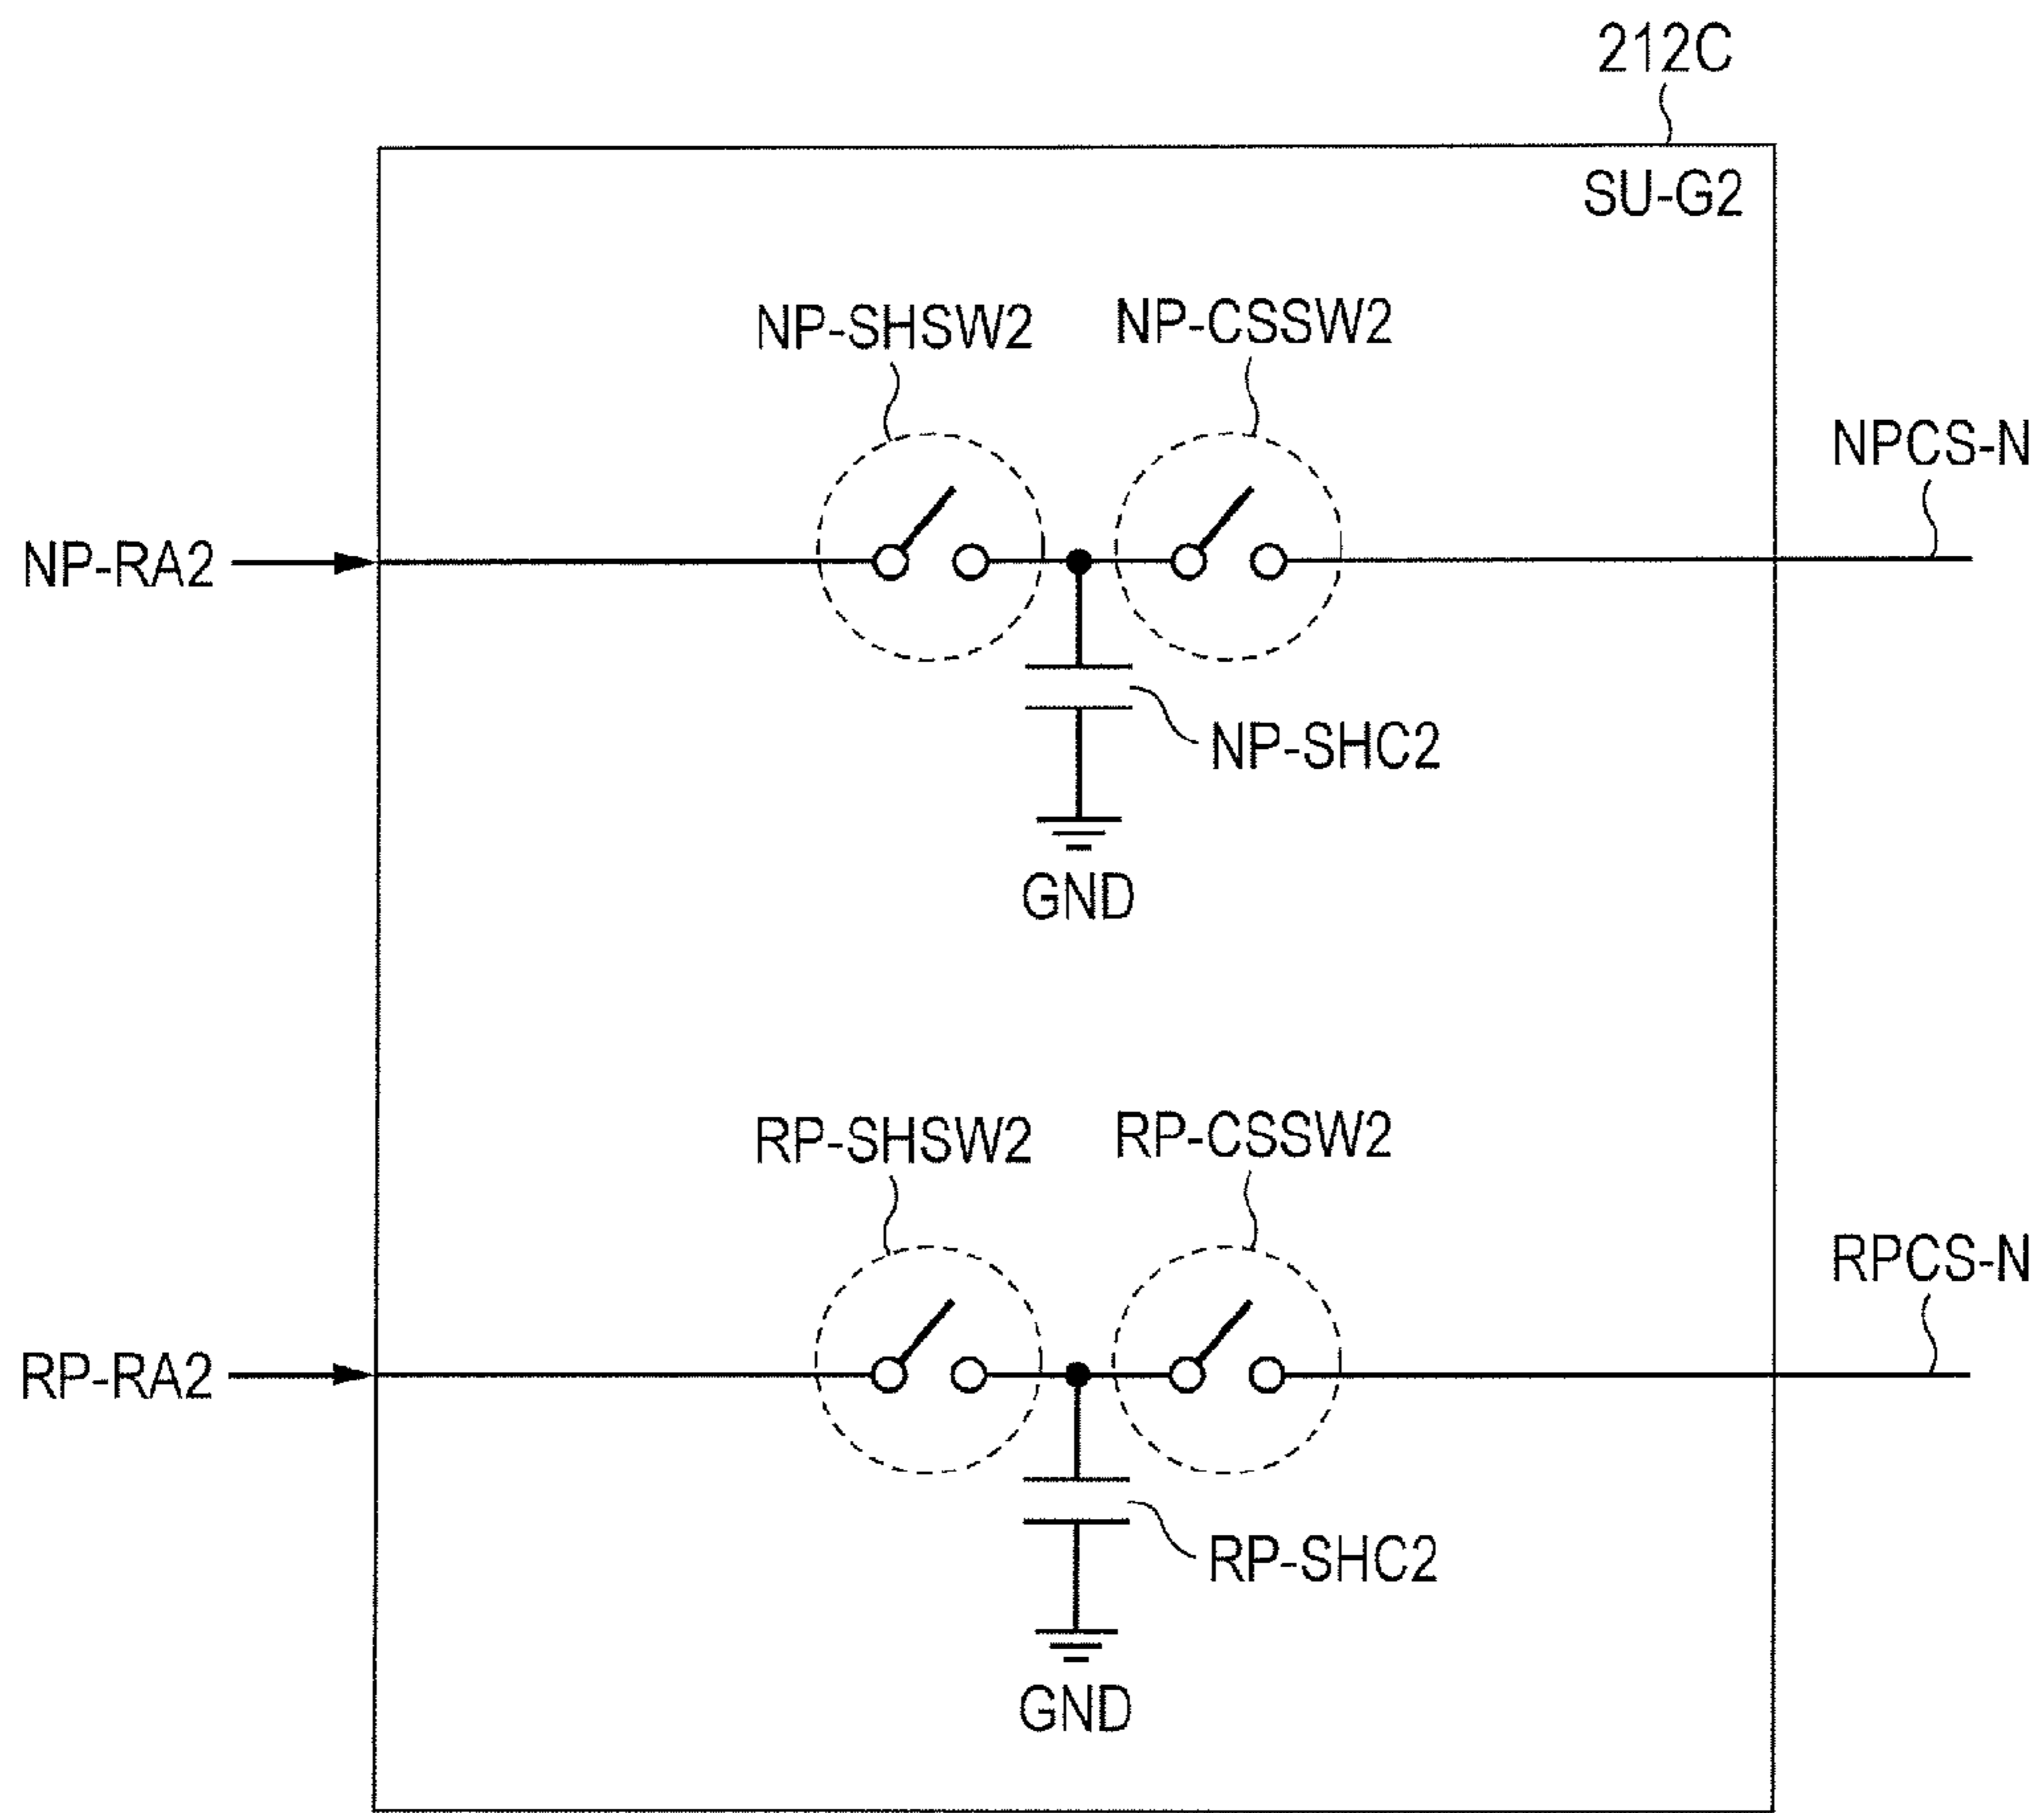 212C
SU-G2
NP-SHSW2
NP-CSSW2
NPCS-N
NP-RA2
NP-SHC2
GND
RP-SHSW2
RP-CSSW2
RPCS-N
RP-RA2
RP-SHC2
GND